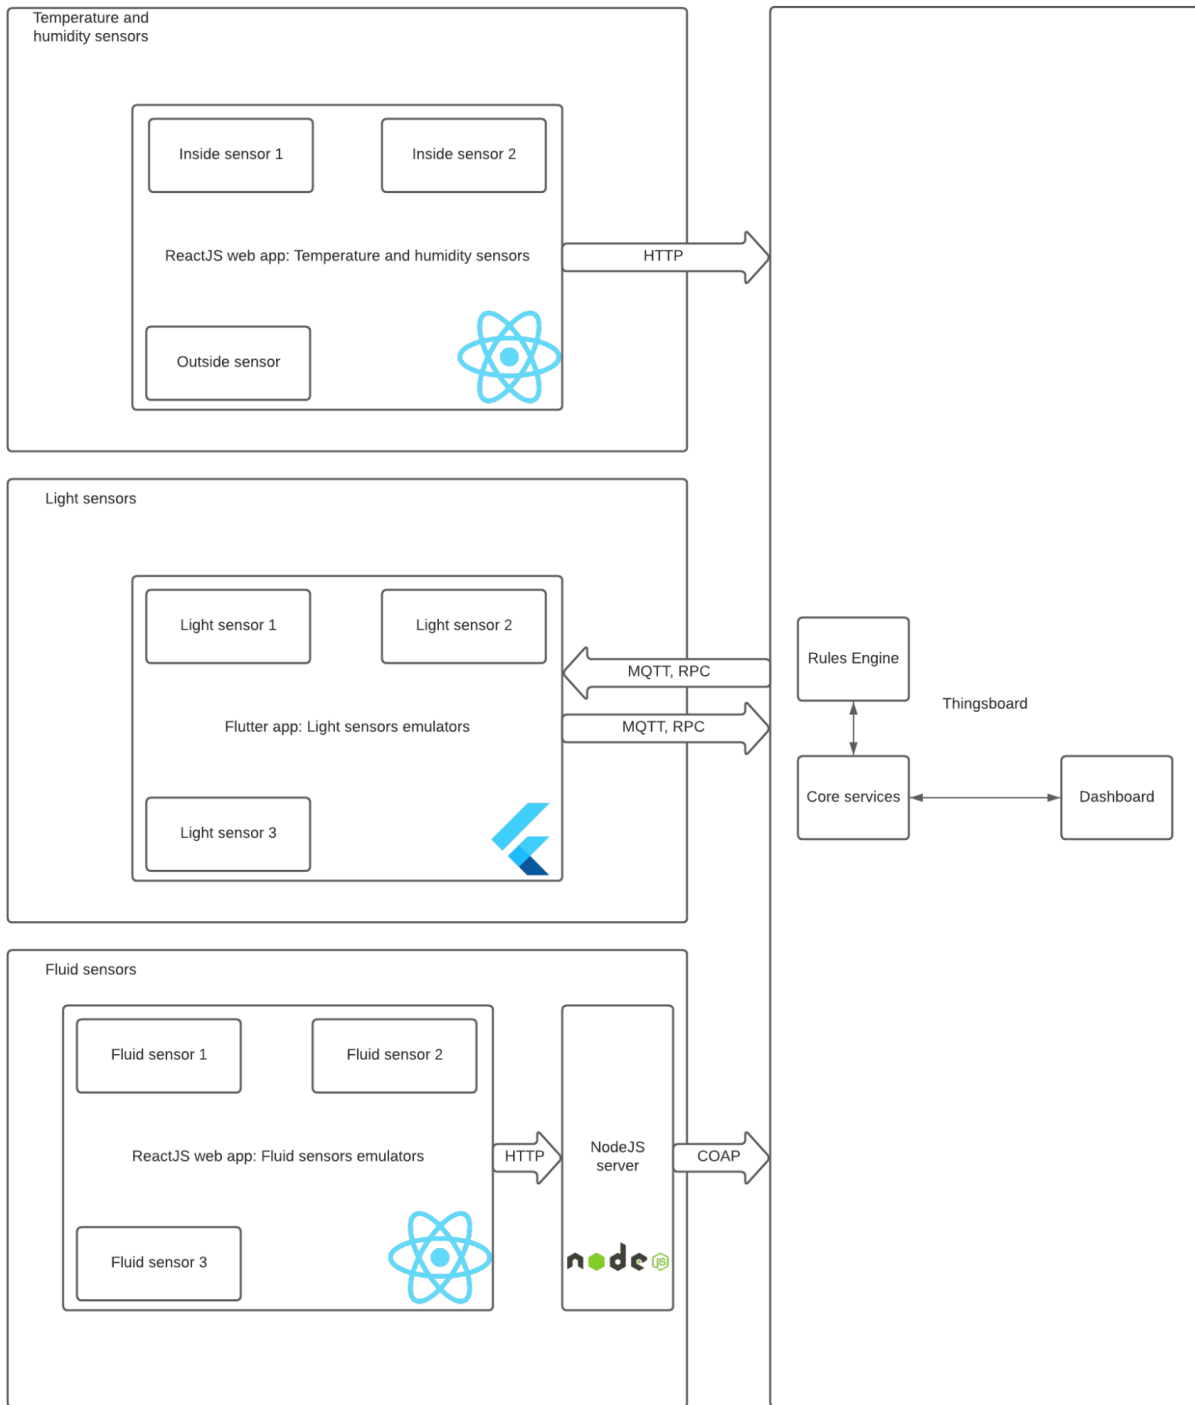 Temperature and
humidity sensors
Inside sensor 1
Inside sensor 2
ReactJS web app: Temperature and humidity sensors
HTTP
Outside sensor
Light sensors
Light sensor 1
Light sensor 2
MQTT, RPC
Flutter app: Light sensors emulators
MQTT, RPC
Light sensor 3
Rules Engine
Thingsboard
Core services
Dashboard
Fluid sensors
Fluid sensor 1
Fluid sensor 2
ReactJS web app: Fluid sensors emulators
HTTP
NodeJS
server
COAP
Fluid sensor 3
node
JS